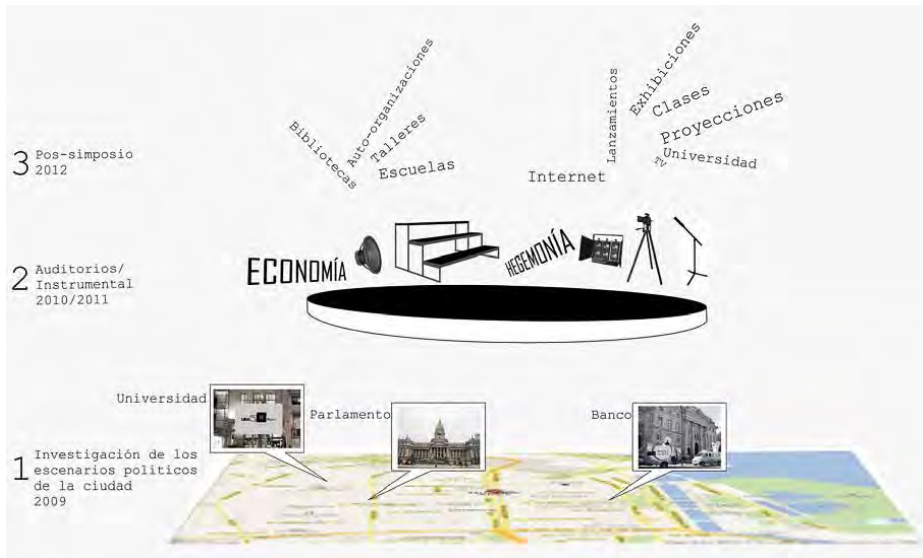 3 Pos-simposio
2012
Bibliotecas
Auto-organizaciones
Talleres
Escuelas
Internet
Lanzamientos
Exhibiciones
Clases
Proyecciones
Universidad
TV
2 Auditorios/
Instrumental
2010/2011
ECONOMÍA
HEGEMONÍA
Universidad
Parlamento
Banco
1 Investigación de los
escenarios politicos
de la ciudad
2009